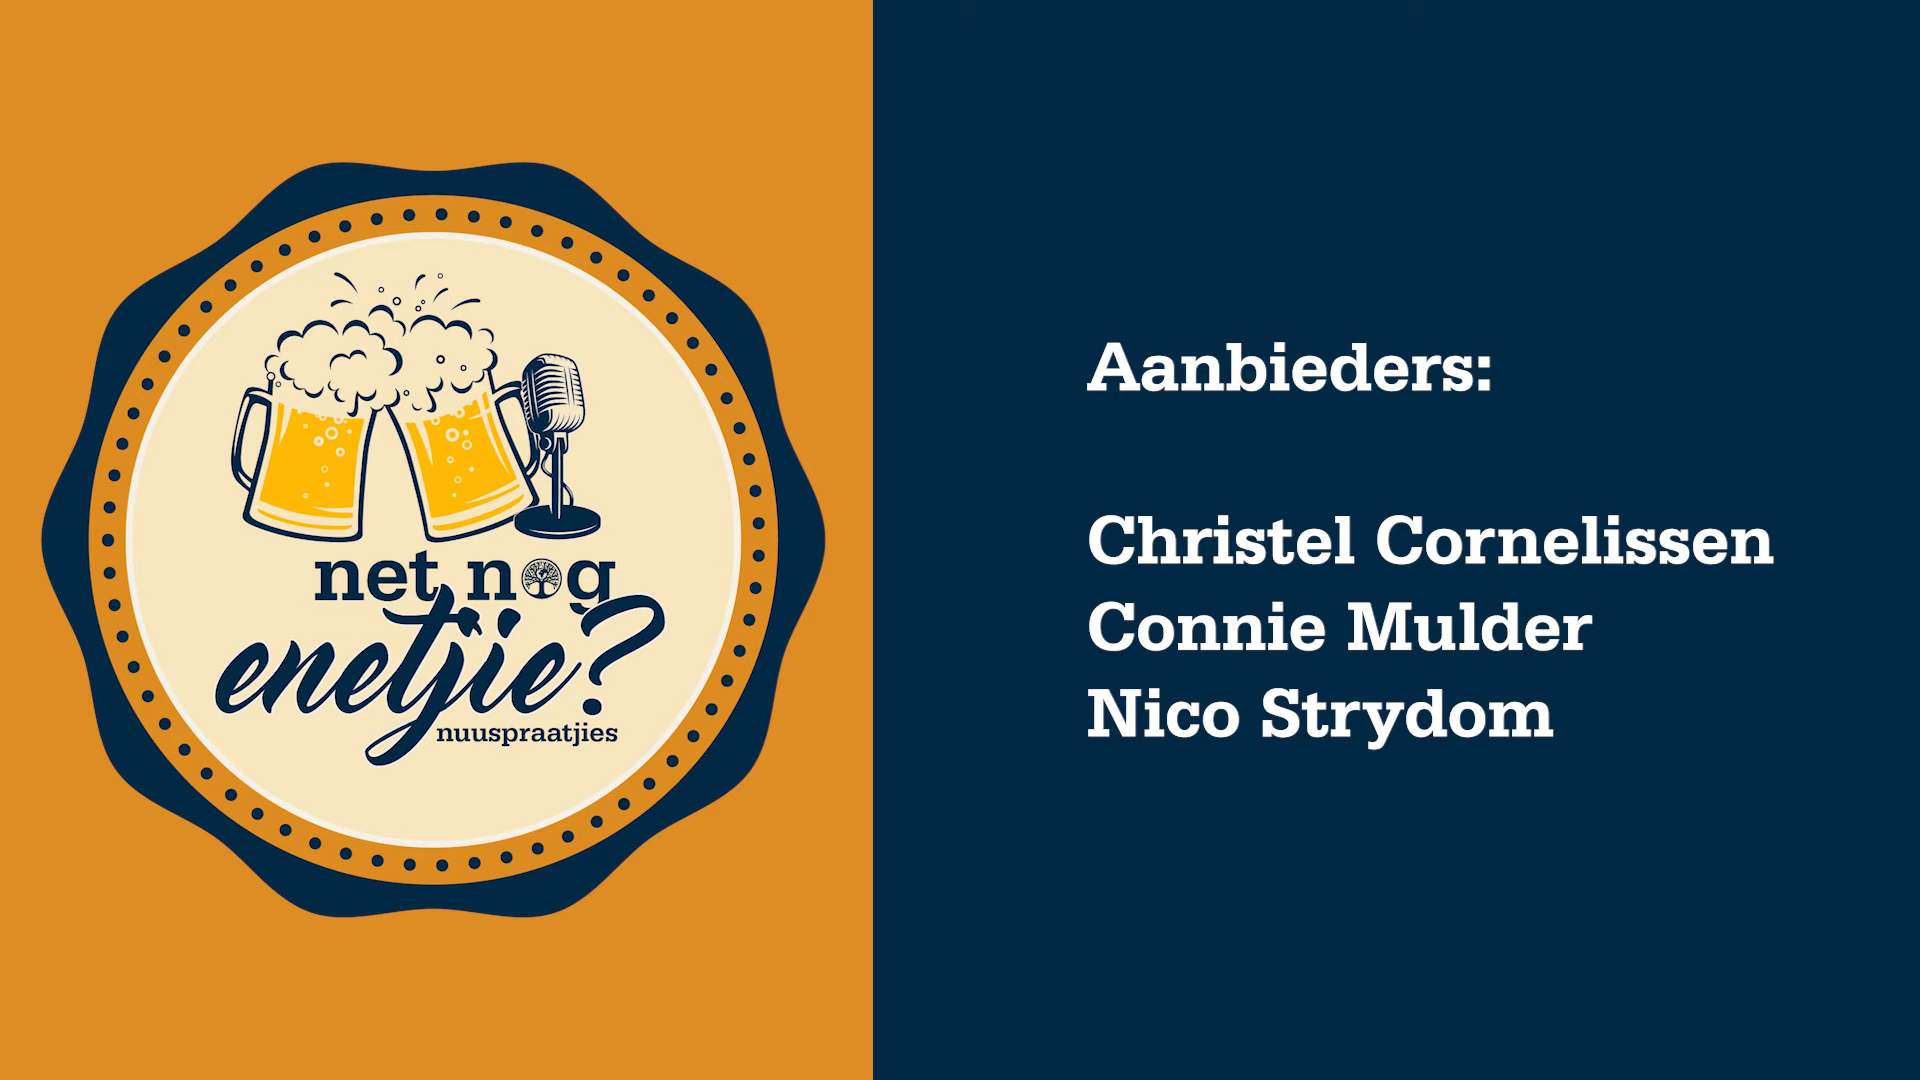 net nog
enetjie?
nuuspraatjies
Aanbieders:
Christel Cornelissen
Connie Mulder
Nico Strydom